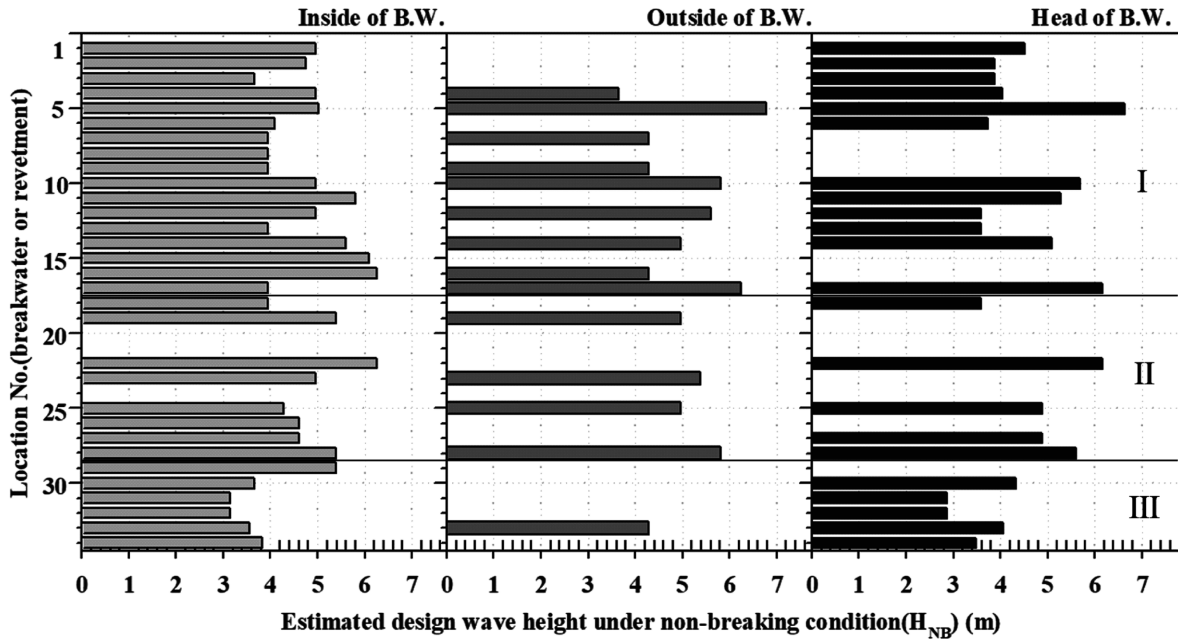 Inside of B.W. Outside of B.W. Head of B.W.
1
5
10
15
20
25
30
I
II
III
Location No.(breakwater or revetment)
0 1 2 3 4 5 6 7 0 1 2 3 4 5 6 7 0 1 2 3 4 5 6 7
Estimated design wave height under non-breaking condition(H_NB) (m)